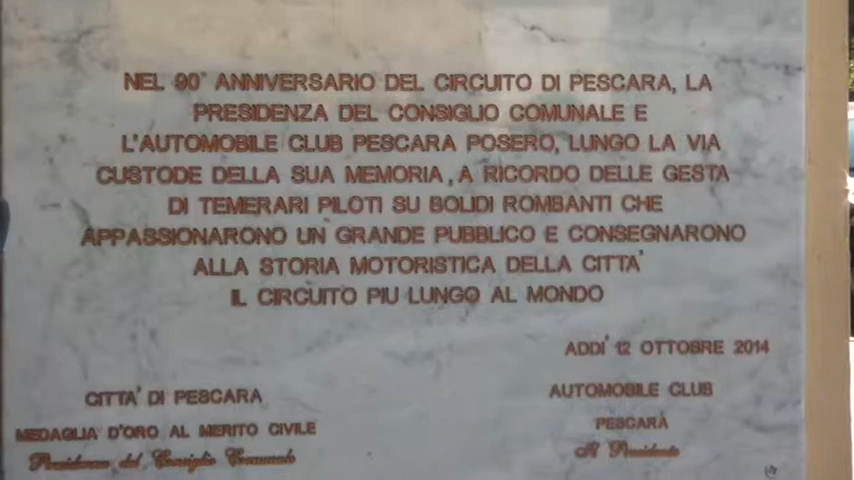 NEL 90° ANNIVERSARIO DEL CIRCUITO DI PESCARA, LA
PRESIDENZA DEL CONSIGLIO COMUNALE E
L'AUTOMOBILE CLUB PESCARA POSERO, LUNGO LA VIA
CUSTODE DELLA SUA MEMORIA, A RICORDO DELLE GESTA
DI TEMERARI PILOTI SU BOLIDI ROMBANTI CHE
APPASSIONARONO UN GRANDE PUBBLICO E CONSEGNARONO
ALLA STORIA MOTORISTICA DELLA CITTA'
IL CIRCUITO PIU LUNGO AL MONDO
ADDI' 12 OTTOBRE 2014
CITTA' DI PESCARA
MEDAGLIA D'ORO AL MERITO CIVILE
Presidenza del Consiglio Comunale
AUTOMOBILE CLUB
PESCARA
Il Presidente